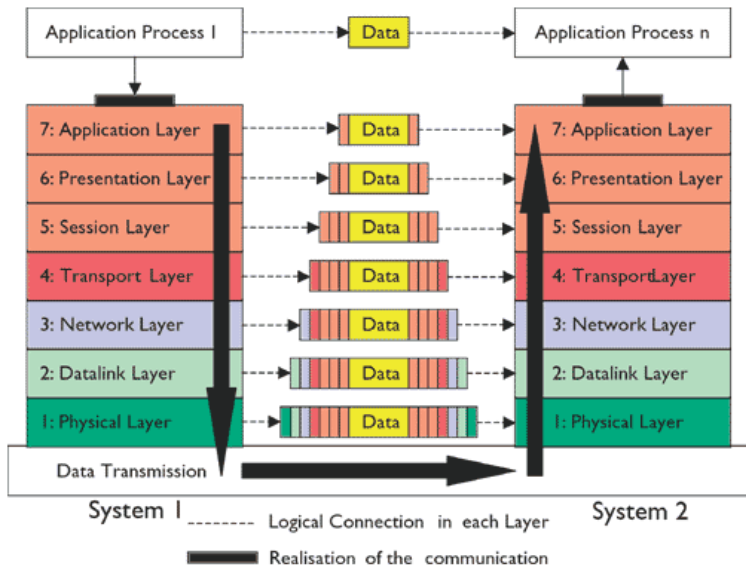 Application Process 1
Data
Application Process n
7: Application Layer
Data
7: Application Layer
6: Presentation Layer
Data
6: Presentation Layer
5: Session Layer
Data
5: Session Layer
4: Transport Layer
Data
4: TransportLayer
3: Network Layer
Data
3: Network Layer
2: Datalink Layer
Data
2: Datalink Layer
1: Physical Layer
Data
1: Physical Layer
Data Transmission
System 1
System 2
Logical Connection in each Layer
Realisation of the communication